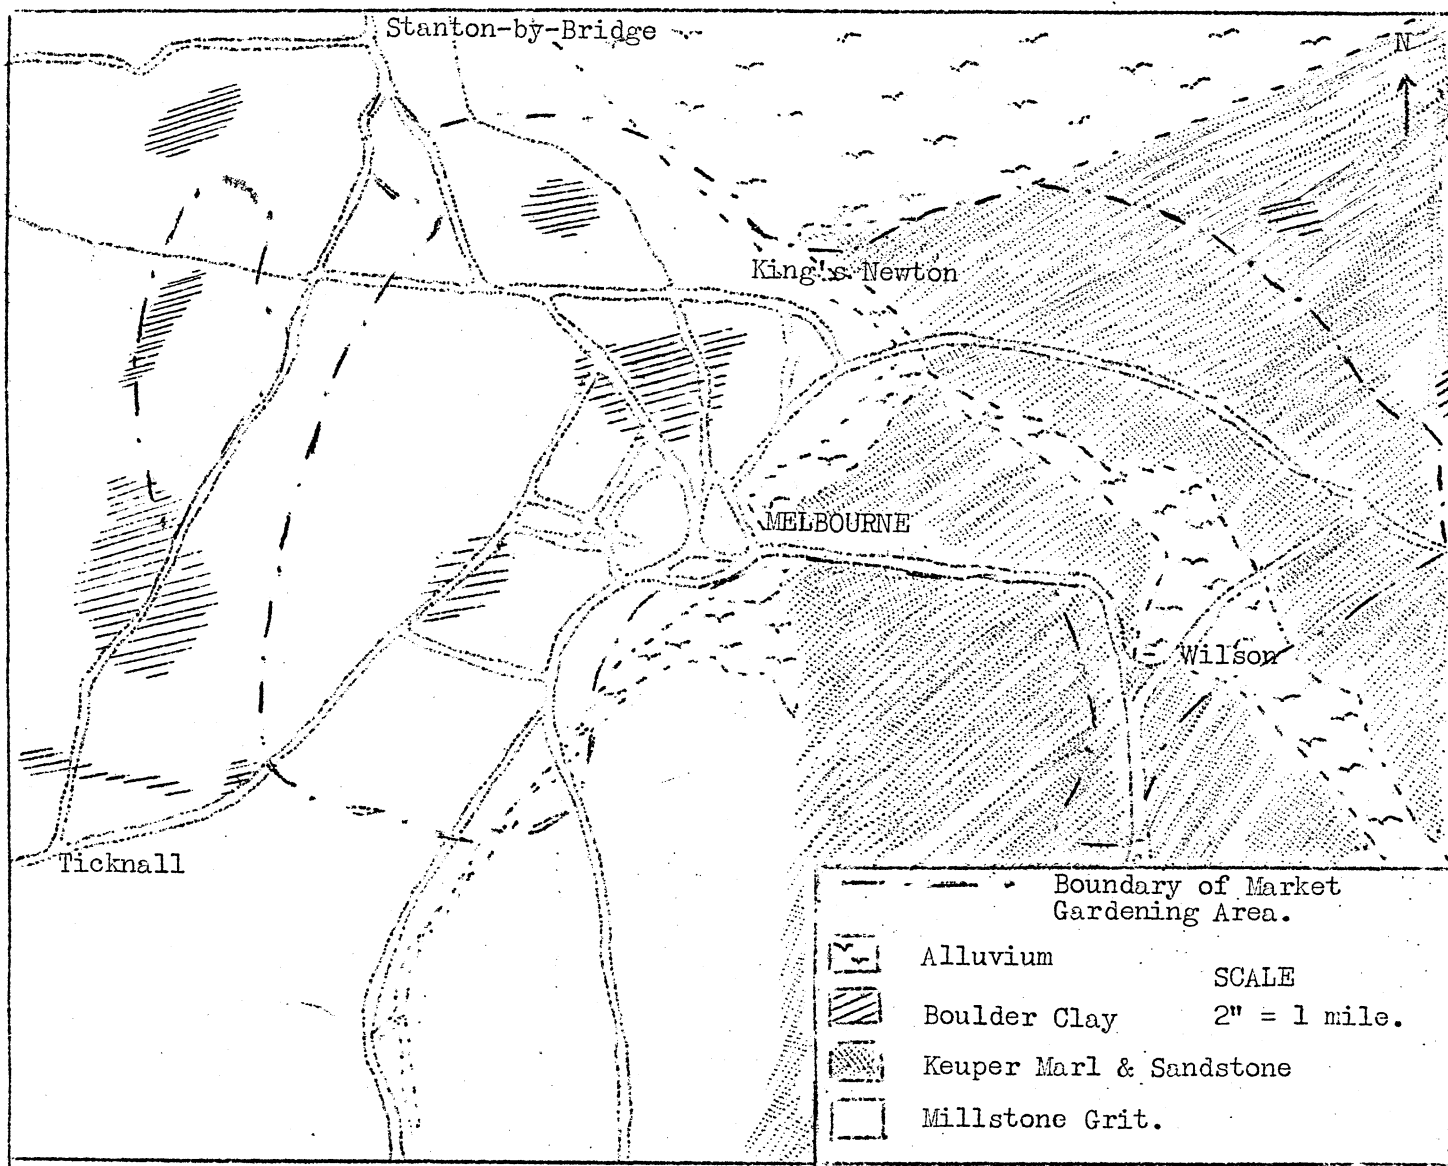 Stanton-by-Bridge
N
King's Newton
MELBOURNE
Wilson
Ticknall
Boundary of Market
Gardening Area.
Alluvium
SCALE
Boulder Clay
2" = 1 mile.
Keuper Marl & Sandstone
Millstone Grit.